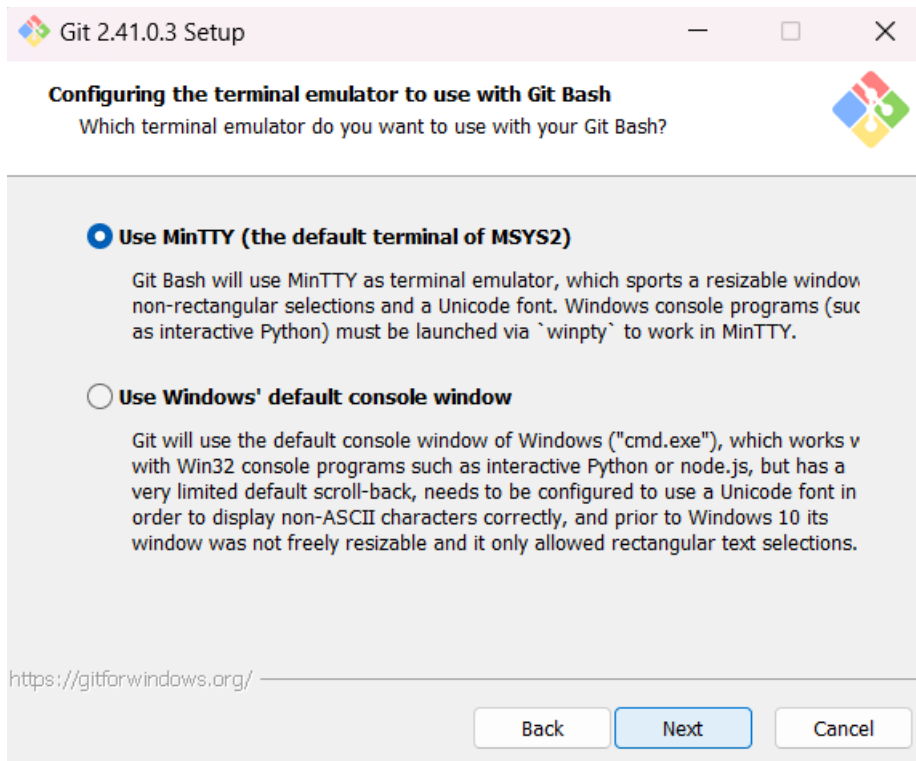 Git 2.41.0.3 Setup
Configuring the terminal emulator to use with Git Bash
Which terminal emulator do you want to use with your Git Bash?
Use MinTTY (the default terminal of MSYS2)
Git Bash will use MinTTY as terminal emulator, which sports a resizable window
non-rectangular selections and a Unicode font. Windows console programs (suc
as interactive Python) must be launched via `winpty` to work in MinTTY.
Use Windows' default console window
Git will use the default console window of Windows ("cmd.exe"), which works
with Win32 console programs such as interactive Python or node.js, but has a
very limited default scroll-back, needs to be configured to use a Unicode font in
order to display non-ASCII characters correctly, and prior to Windows 10 its
window was not freely resizable and it only allowed rectangular text selections.
https://gitforwindows.org/
Back Next Cancel